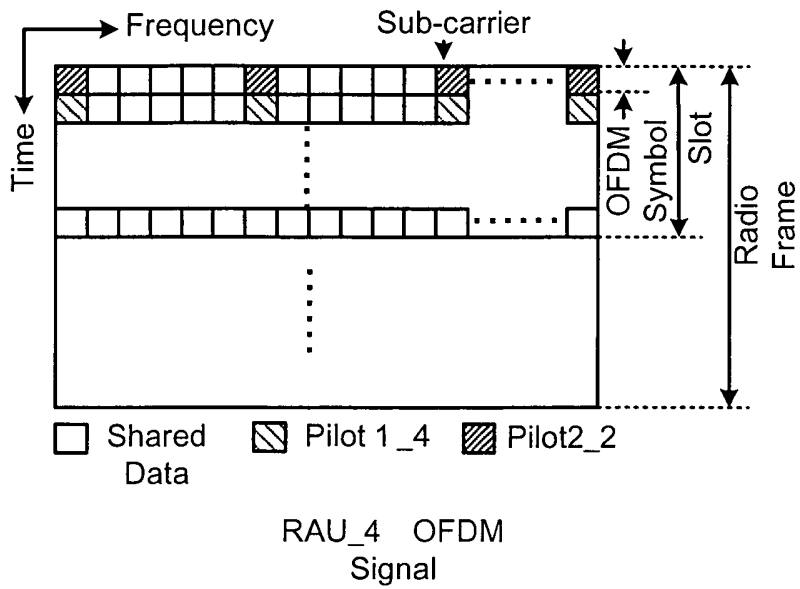 Frequency
Sub-carrier
Time
OFDM
Symbol
Slot
Radio
Frame
Shared
Data
Pilot 1_4
Pilot2_2
RAU_4 OFDM
Signal